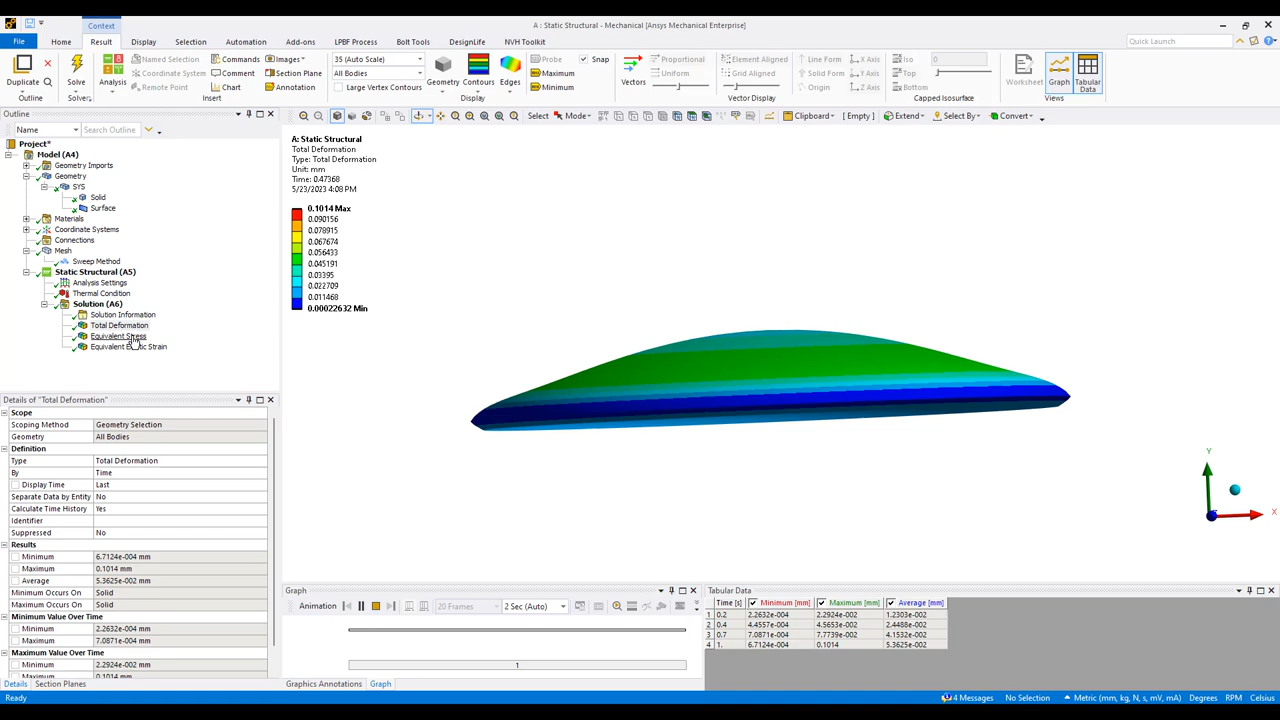 Context
A : Static Structural - Mechanical [Ansys Mechanical Enterprise]
File Home Result Display Selection Automation Add-ons LPBF Process Bolt Tools DesignLife NVH Toolkit
Quick Launch
Duplicate
Outline
Solve
Solver
Analysis
Named Selection
Coordinate System
Remote Point
Images
Comment
Section Plane
Chart
Annotation
Insert
35 (Auto Scale)
All Bodies
Large Vertex Contours
Geometry
Contours
Edges
Display
Probe
Snap
Maximum
Minimum
Vectors
Proportional
Uniform
Element Aligned
Grid Aligned
Line Form
Solid Form
Origin
X Axis
Y Axis
Z Axis
Vector Display
Iso 0
Top
Bottom
Capped Isosurface
Worksheet
Graph
Tabular Data
Views
Select Mode Clipboard [ Empty ] Extend Select By Convert
Outline
Name Search Outline
Project*
Model (A4)
Geometry Imports
Geometry
SYS
Solid
Surface
Materials
Coordinate Systems
Connections
Mesh
Sweep Method
Static Structural (A5)
Analysis Settings
Thermal Condition
Solution (A6)
Solution Information
Total Deformation
Equivalent Stress
Details of "Total Deformation"
Scope
Scoping Method Geometry Selection
Geometry All Bodies
Definition
Type Total Deformation
By Time
Display Time Last
Separate Data by Entity No
Calculate Time History Yes
Identifier
Suppressed No
Results
Minimum 6.7124e-004 mm
Maximum 0.1014 mm
Average 5.3625e-002 mm
Minimum Occurs On Solid
Maximum Occurs On Solid
Minimum Value Over Time
Minimum 2.2632e-004 mm
Maximum 7.0871e-004 mm
Maximum Value Over Time
Minimum 2.2924e-002 mm
Maximum 0.1014 mm
Details Section Planes
A: Static Structural
Total Deformation
Type: Total Deformation
Unit: mm
Time: 0.47368
5/23/2023 4:08 PM
0.1014 Max
0.090156
0.078915
0.067674
0.056433
0.045191
0.03395
0.022709
0.011468
0.00022632 Min
Y
X
Graph
Animation 20 Frames 2 Sec (Auto)
1
Graphics Annotations Graph
Tabular Data
Time [s] Minimum [mm] Maximum [mm] Average [mm]
1 0.2 2.2632e-004 2.2924e-002 1.2303e-002
2 0.4 4.4557e-004 4.5653e-002 2.4488e-002
3 0.7 7.0871e-004 7.7739e-002 4.1532e-002
4 1. 6.7124e-004 0.1014 5.3625e-002
Ready
4 Messages No Selection Metric (mm, kg, N, s, mV, mA) Degrees RPM Celsius